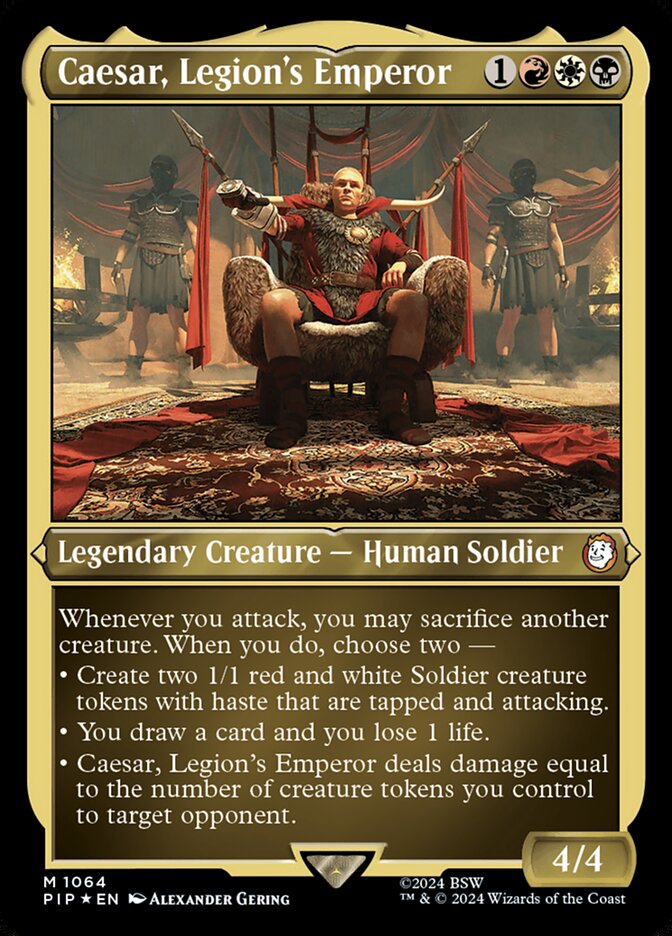 Caesar, Legion's Emperor 1
Legendary Creature — Human Soldier
Whenever you attack, you may sacrifice another
creature. When you do, choose two —
• Create two 1/1 red and white Soldier creature
tokens with haste that are tapped and attacking.
• You draw a card and you lose 1 life.
• Caesar, Legion's Emperor deals damage equal
to the number of creature tokens you control
to target opponent.
4/4
M 1064
PIP★EN Alexander Gering
©2024 BSW
™ & © 2024 Wizards of the Coast